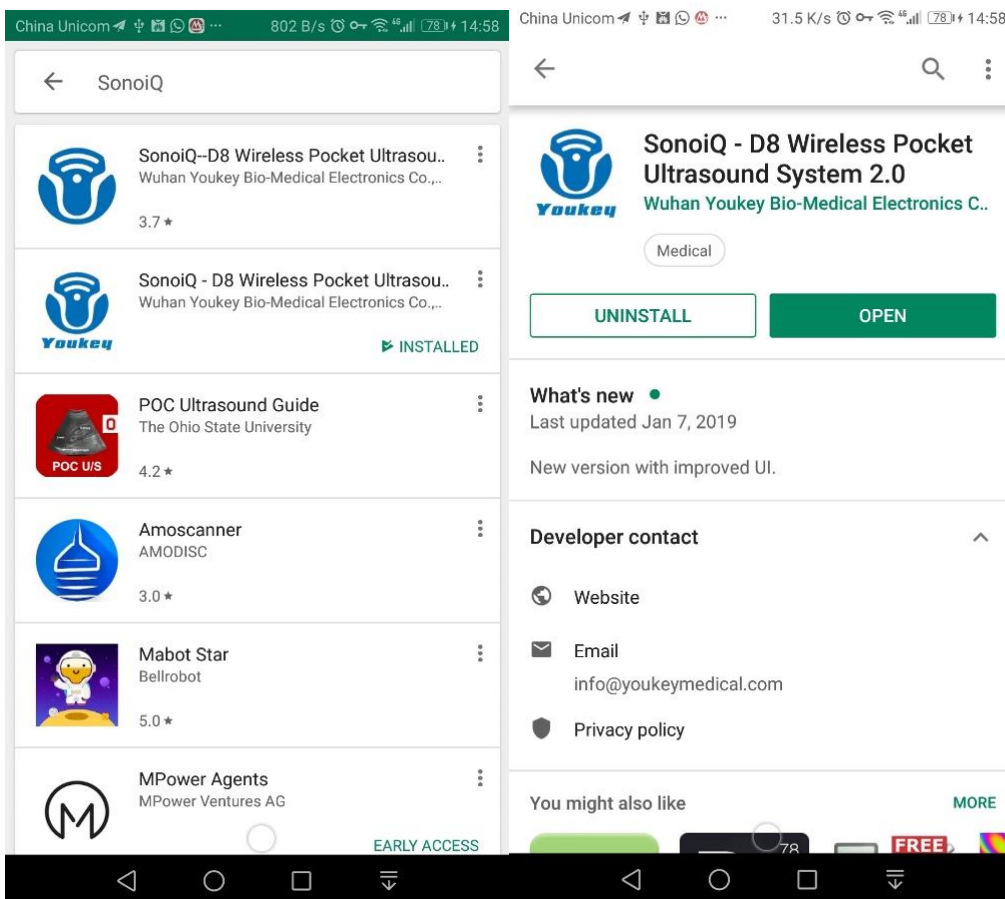 China Unicom ··· 802 B/s 46 78 14:58
SonoiQ
SonoiQ--D8 Wireless Pocket Ultrasou..
Wuhan Youkey Bio-Medical Electronics Co.,..
3.7★
Youkey
SonoiQ - D8 Wireless Pocket Ultrasou..
Wuhan Youkey Bio-Medical Electronics Co.,..
INSTALLED
POC U/S
POC Ultrasound Guide
The Ohio State University
4.2★
Amoscanner
AMODISC
3.0★
Mabot Star
Bellrobot
5.0★
MPower Agents
MPower Ventures AG
EARLY ACCESS
China Unicom ··· 31.5 K/s 46 78 14:58
Youkey
SonoiQ - D8 Wireless Pocket
Ultrasound System 2.0
Wuhan Youkey Bio-Medical Electronics C..
Medical
UNINSTALL
OPEN
What's new
Last updated Jan 7, 2019
New version with improved UI.
Developer contact
Website
Email
info@youkeymedical.com
Privacy policy
You might also like
MORE
78
FREE